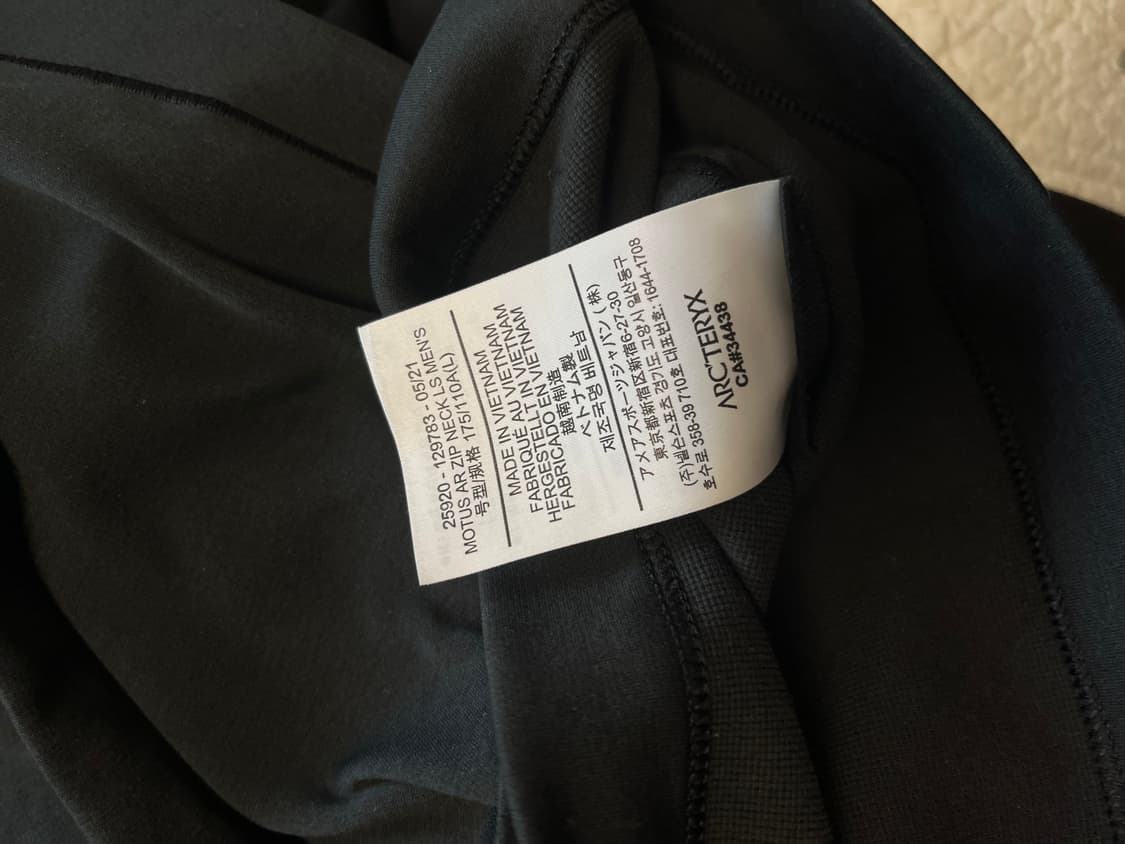 25920 - 129783 - 05/21
MOTUS AR ZIP NECK LS MEN'S
号型/规格 175/110A(L)
MADE IN VIETNAM
FABRIQUÉ AU VIETNAM
HERGESTELLT IN VIETNAM
FABRICADO EN VIETNAM
越南制造
ベトナム製
제조국명 베트남
アメアスポーツジャパン(株)
東京都新宿区新宿6-27-30
(주)넬슨스포츠 경기도 고양시 일산동구
호수로 358-39 710호 대표번호: 1644-1708
ARC'TERYX
CA#34438